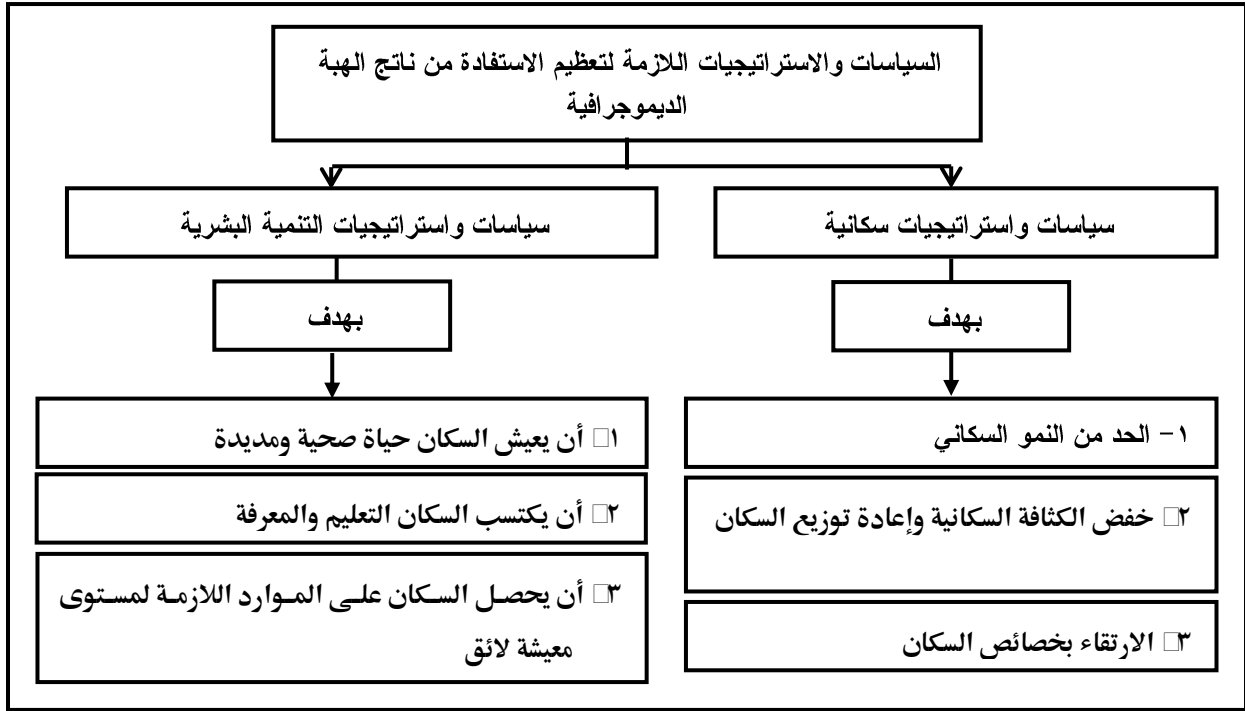 السياسات والاستراتيجيات اللازمة لتعظيم الاستفادة من ناتج الهبة
الديموجرافية
سياسات واستراتيجيات سكانية
سياسات واستراتيجيات التنمية البشرية
بهدف
بهدف
١- الحد من النمو السكاني
٢□ خفض الكثافة السكانية وإعادة توزيع السكان
٣□ الارتقاء بخصائص السكان
١□ أن يعيش السكان حياة صحية ومديدة
٢□ أن يكتسب السكان التعليم والمعرفة
٣□ أن يحصل السكان على الموارد اللازمة لمستوى
معيشة لائق